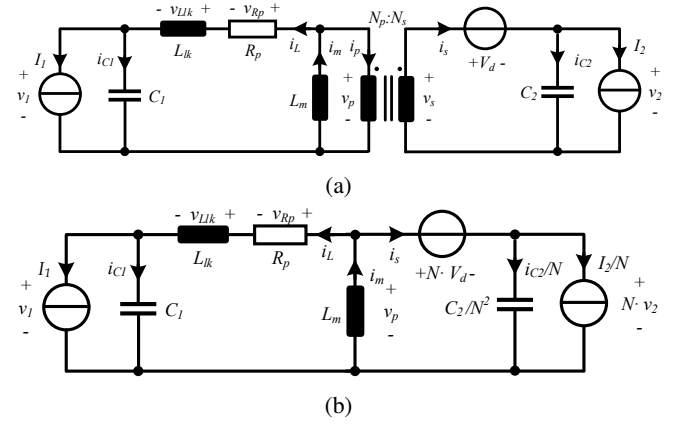 - v_Llk + - v_Rp + N_p:N_s
L_lk R_p i_L i_m i_p i_s +V_d -
I_1 i_C1 i_C2 I_2
+ v_1 - C_1 L_m + v_p - + v_s - C_2 + v_2 -
(a)
- v_Llk + - v_Rp +
L_lk R_p i_L i_s +N· V_d -
I_1 i_C1 i_m i_C2/N I_2/N
+ v_1 - C_1 L_m + v_p - C_2/N² + N· v_2 -
(b)